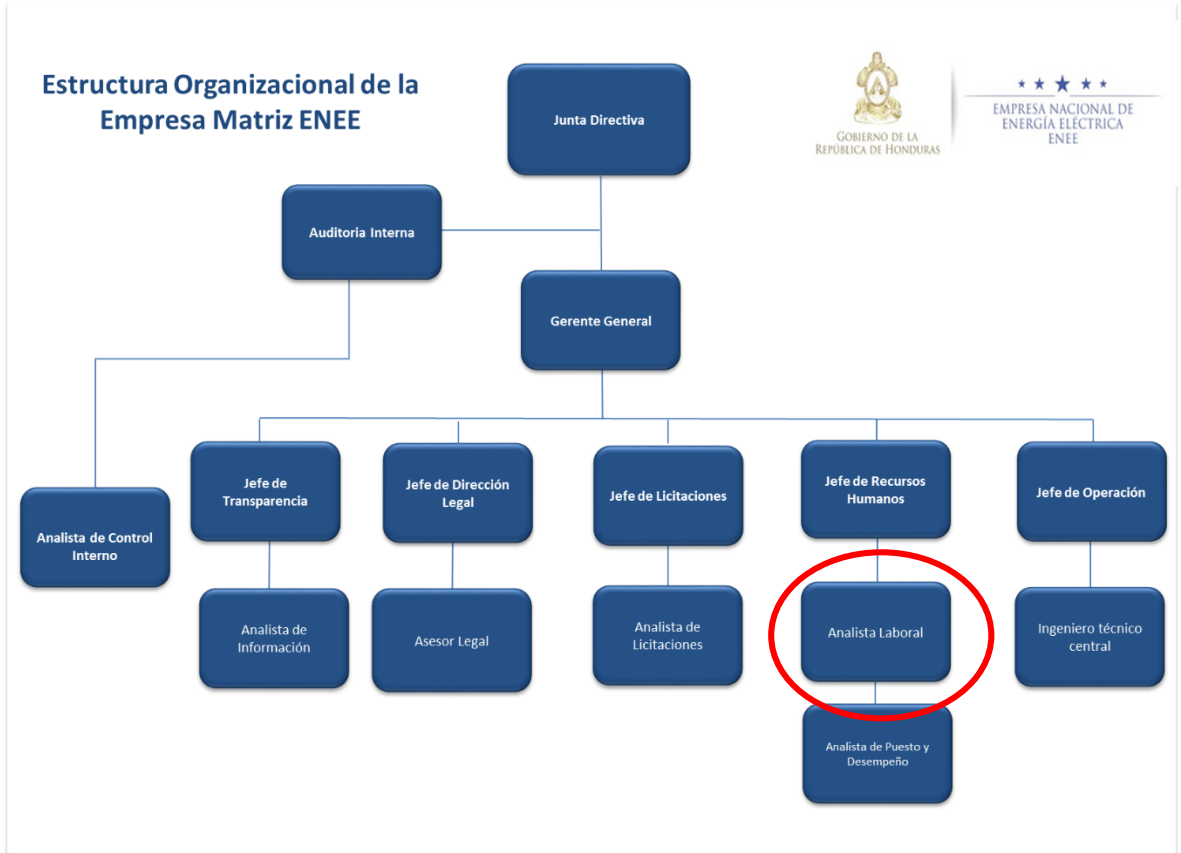 Estructura Organizacional de la
Empresa Matriz ENEE
Junta Directiva
GOBIERNO DE LA
REPÚBLICA DE HONDURAS
EMPRESA NACIONAL DE
ENERGÍA ELÉCTRICA
ENEE
Auditoria Interna
Gerente General
Jefe de
Transparencia
Jefe de Dirección
Legal
Jefe de Licitaciones
Jefe de Recursos
Humanos
Jefe de Operación
Analista de Control
Interno
Analista de
Información
Asesor Legal
Analista de
Licitaciones
Analista Laboral
Ingeniero técnico
central
Analista de Puesto y
Desempeño